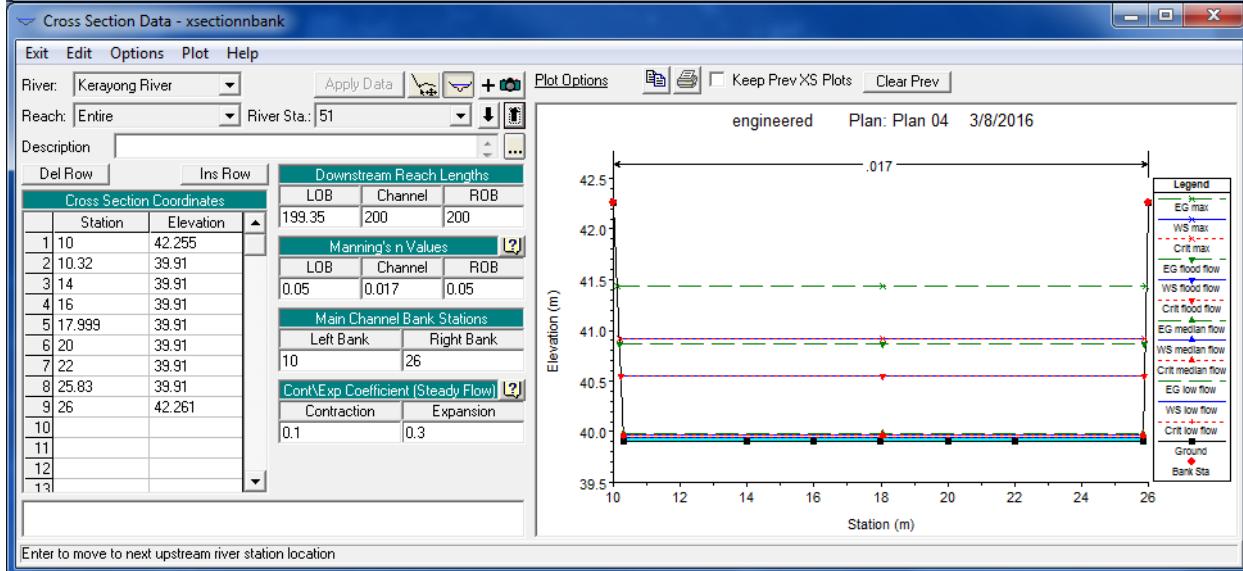 Cross Section Data - xsectionnbank
Exit Edit Options Plot Help
River: Kerayong River
Apply Data
Plot Options
Keep Prev XS Plots
Clear Prev
Reach: Entire
River Sta.: 51
Description
...
Del Row
Ins Row
Cross Section Coordinates
Station Elevation
1 10 42.255
2 10.32 39.91
3 14 39.91
4 16 39.91
5 17.999 39.91
6 20 39.91
7 22 39.91
8 25.83 39.91
9 26 42.261
10
11
12
13
Downstream Reach Lengths
LOB Channel ROB
199.35 200 200
Manning's n Values
LOB Channel ROB
0.05 0.017 0.05
Main Channel Bank Stations
Left Bank Right Bank
10 26
Cont\Exp Coefficient (Steady Flow)
Contraction Expansion
0.1 0.3
engineered Plan: Plan 04 3/8/2016
.017
42.5
42.0
41.5
41.0
40.5
40.0
39.5
Elevation (m)
10 12 14 16 18 20 22 24 26
Station (m)
Legend
EG max
WS max
Crit max
EG flood flow
WS flood flow
Crit flood flow
EG median flow
WS median flow
Crit median flow
EG low flow
WS low flow
Crit low flow
Ground
Bank Sta
Enter to move to next upstream river station location